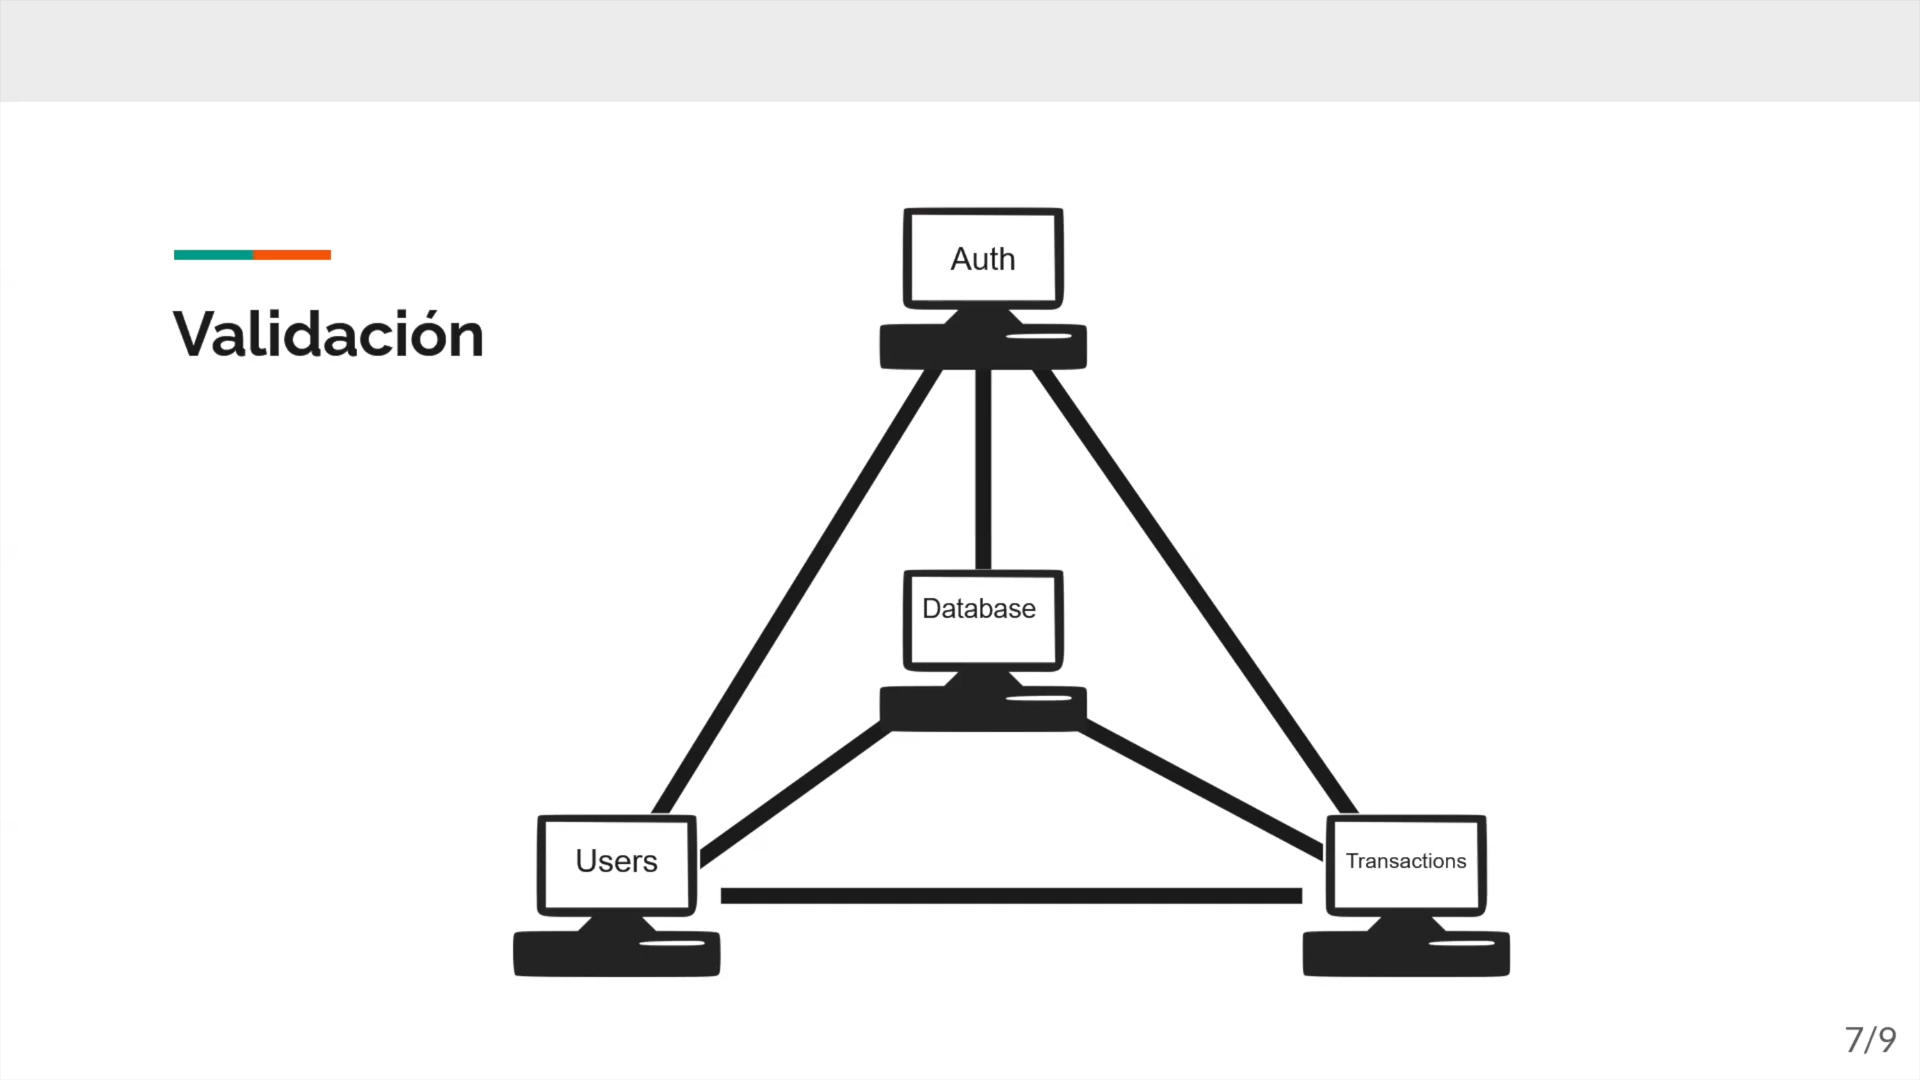 Validación
Auth
Database
Users
Transactions
7/9